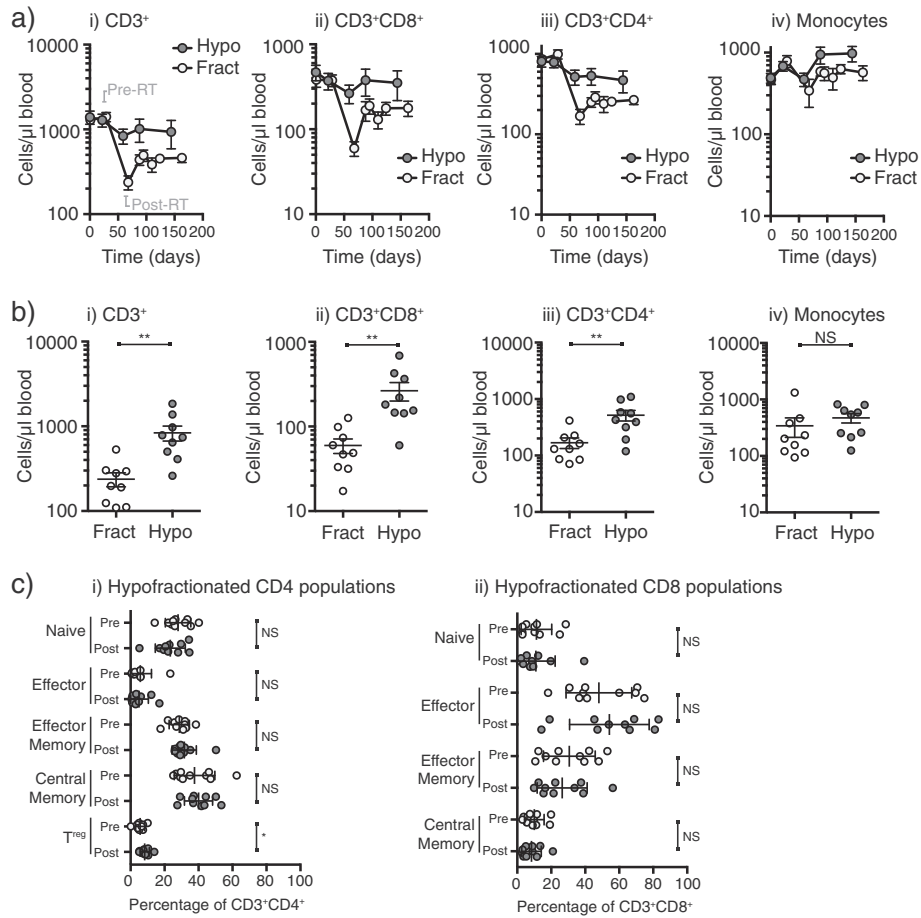 a)
i) CD3⁺
ii) CD3⁺CD8⁺
iii) CD3⁺CD4⁺
iv) Monocytes
Cells/µl blood
10000
1000
100
Hypo
Fract
Pre-RT
Post-RT
0 50 100 150 200
Time (days)
Cells/µl blood
1000
100
10
Hypo
Fract
0 50 100 150 200
Time (days)
Cells/µl blood
1000
100
10
Hypo
Fract
0 50 100 150 200
Time (days)
Cells/µl blood
1000
100
10
Hypo
Fract
0 50 100 150 200
Time (days)
b)
i) CD3⁺
ii) CD3⁺CD8⁺
iii) CD3⁺CD4⁺
iv) Monocytes
Cells/µl blood
10000
1000
100
**
Fract Hypo
Cells/µl blood
1000
100
10
**
Fract Hypo
Cells/µl blood
10000
1000
100
10
**
Fract Hypo
Cells/µl blood
10000
1000
100
10
NS
Fract Hypo
c)
i) Hypofractionated CD4 populations
Naive
Pre
Post
NS
Effector
Pre
Post
NS
Effector
Memory
Pre
Post
NS
Central
Memory
Pre
Post
NS
Tʳᵉᵍ
Pre
Post
*
0 20 40 60 80 100
Percentage of CD3⁺CD4⁺
ii) Hypofractionated CD8 populations
Naive
Pre
Post
NS
Effector
Pre
Post
NS
Effector
Memory
Pre
Post
NS
Central
Memory
Pre
Post
NS
0 20 40 60 80 100
Percentage of CD3⁺CD8⁺